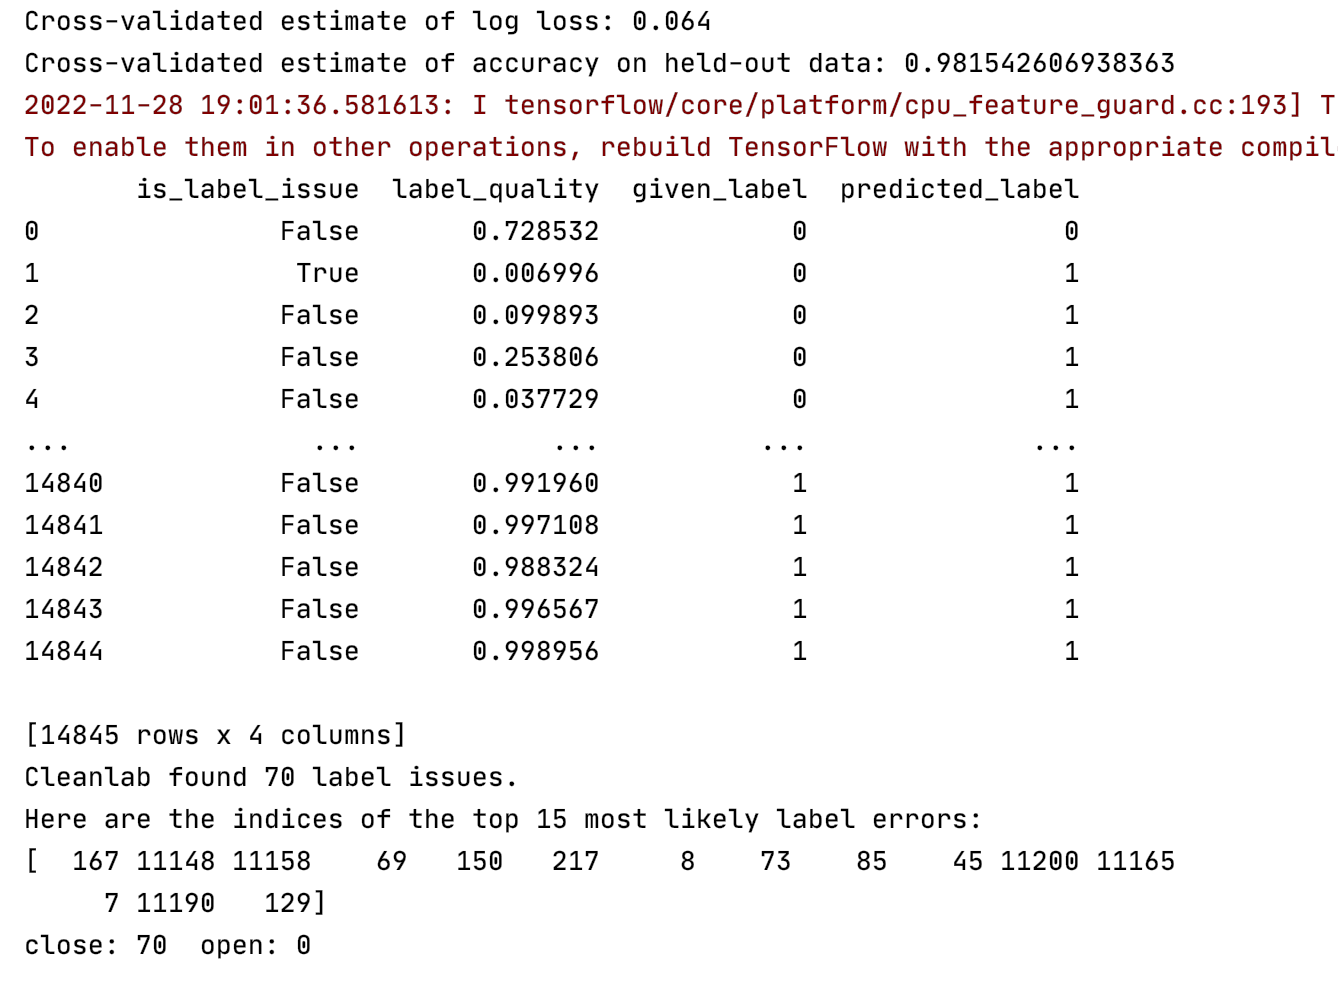 Cross-validated estimate of log loss: 0.064
Cross-validated estimate of accuracy on held-out data: 0.981542606938363
2022-11-28 19:01:36.581613: I tensorflow/core/platform/cpu_feature_guard.cc:193] T
To enable them in other operations, rebuild TensorFlow with the appropriate compil
is_label_issue label_quality given_label predicted_label
0 False 0.728532 0 0
1 True 0.006996 0 1
2 False 0.099893 0 1
3 False 0.253806 0 1
4 False 0.037729 0 1
... ... ... ... ...
14840 False 0.991960 1 1
14841 False 0.997108 1 1
14842 False 0.988324 1 1
14843 False 0.996567 1 1
14844 False 0.998956 1 1
[14845 rows x 4 columns]
Cleanlab found 70 label issues.
Here are the indices of the top 15 most likely label errors:
[ 167 11148 11158 69 150 217 8 73 85 45 11200 11165
7 11190 129]
close: 70 open: 0